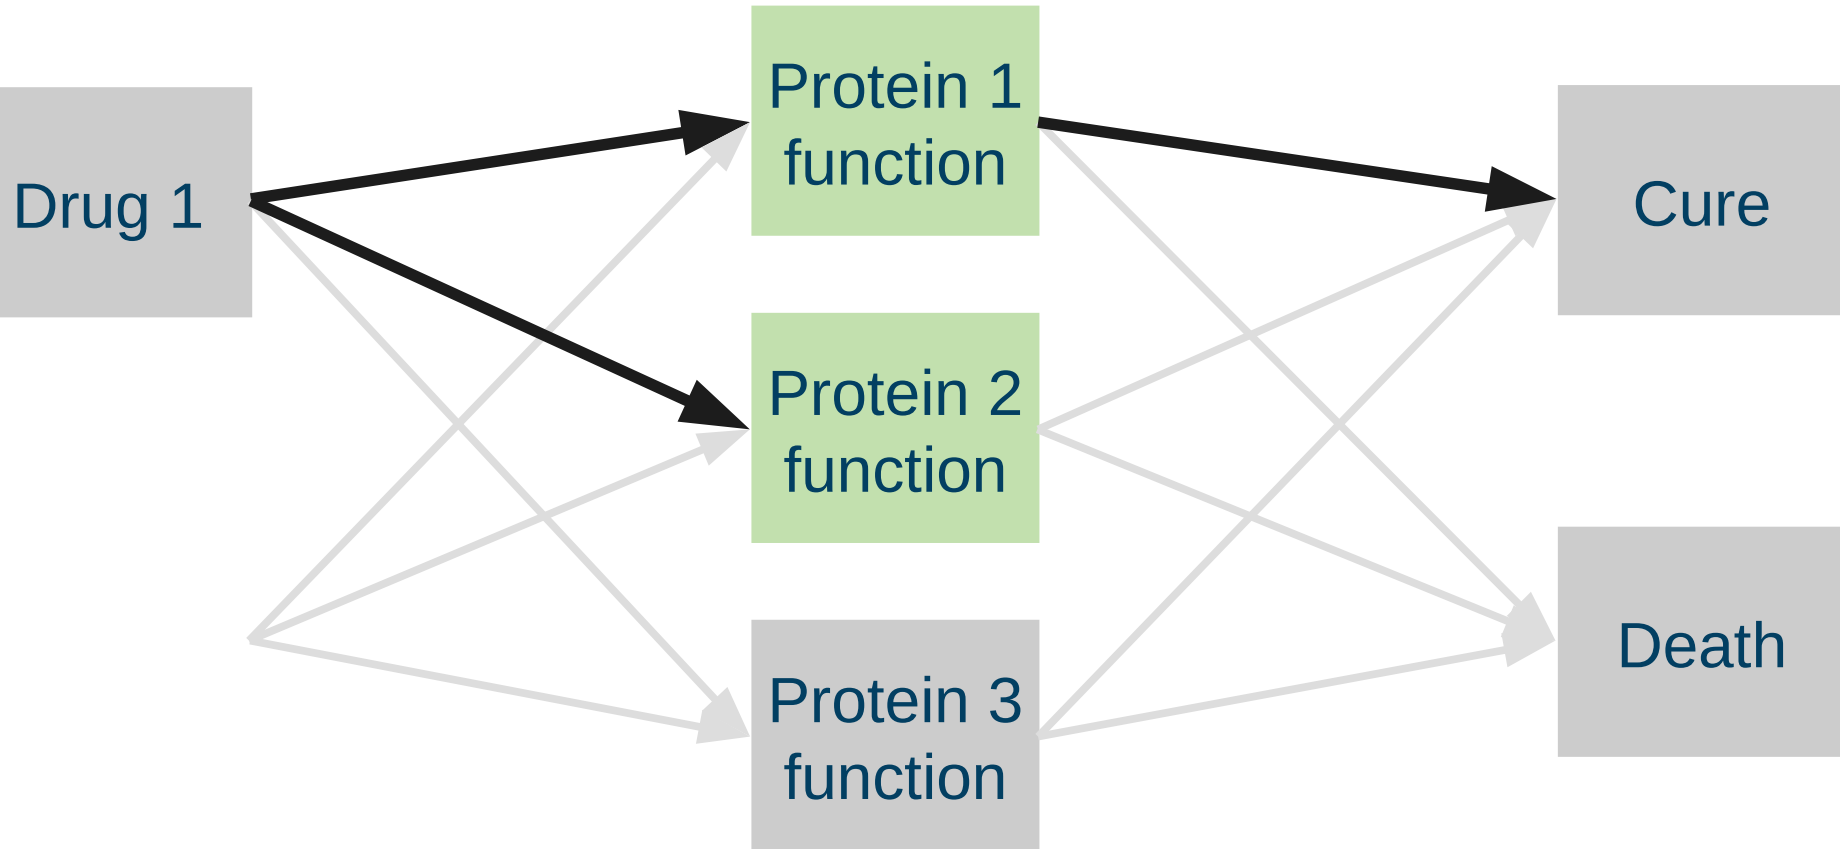 Drug 1
Protein 1
function
Protein 2
function
Protein 3
function
Cure
Death